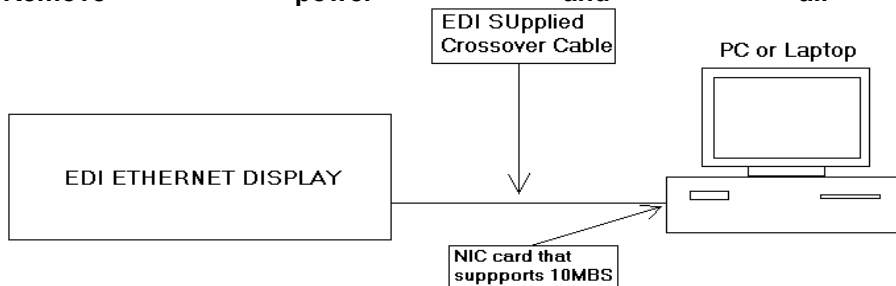 Remove power and all
EDI SUpplied
Crossover Cable
PC or Laptop
EDI ETHERNET DISPLAY
NIC card that
suppports 10MBS